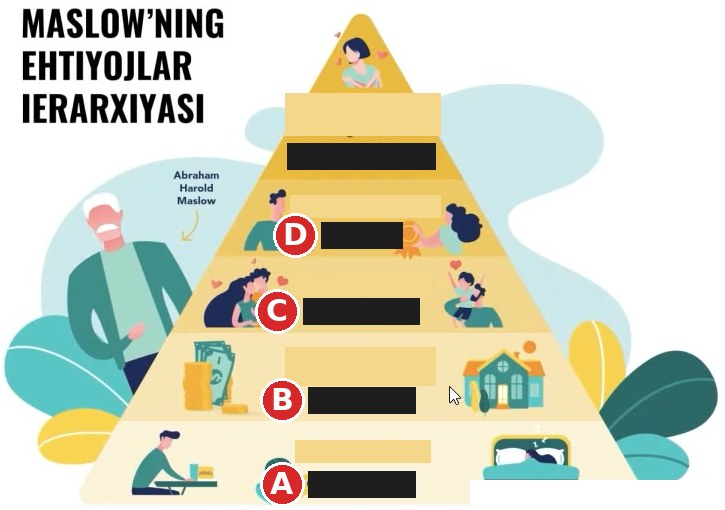 MASLOW’NING
EHTIYOJLAR
IERARXIYASI
Abraham
Harold
Maslow
D
C
B
A